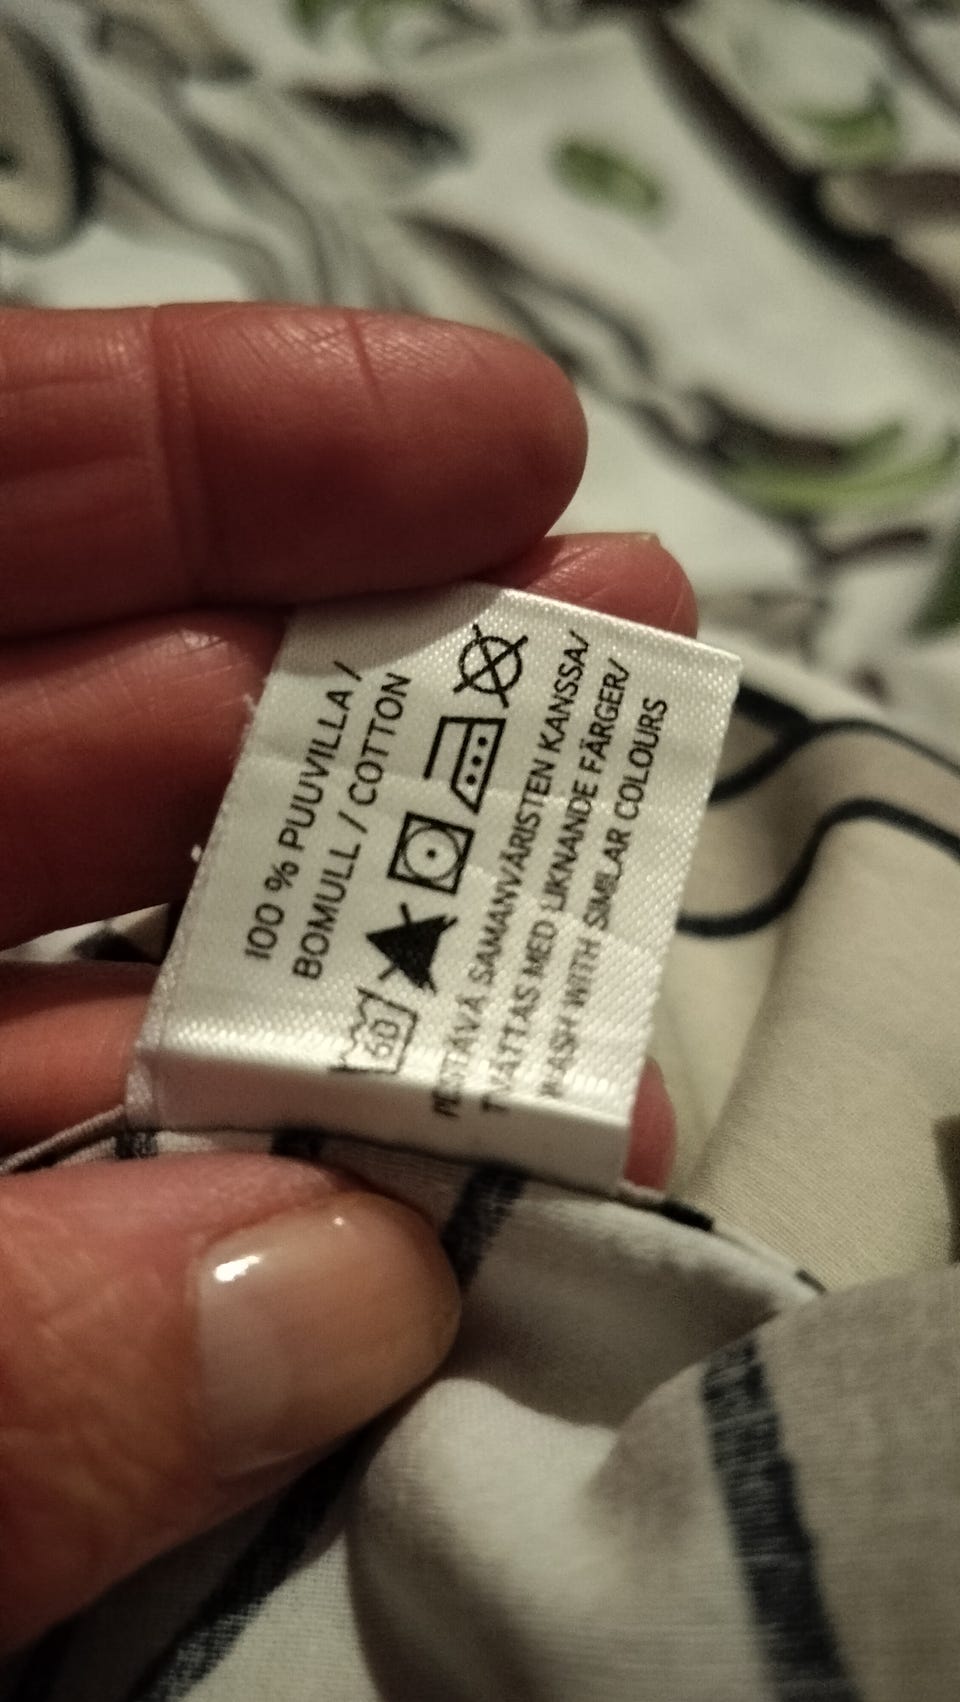 100 % PUUVILLA /
BOMULL / COTTON
60
PESTÄVÄ SAMANVÄRISTEN KANSSA/
TVÄTTAS MED LIKNANDE FÄRGER/
WASH WITH SIMILAR COLOURS